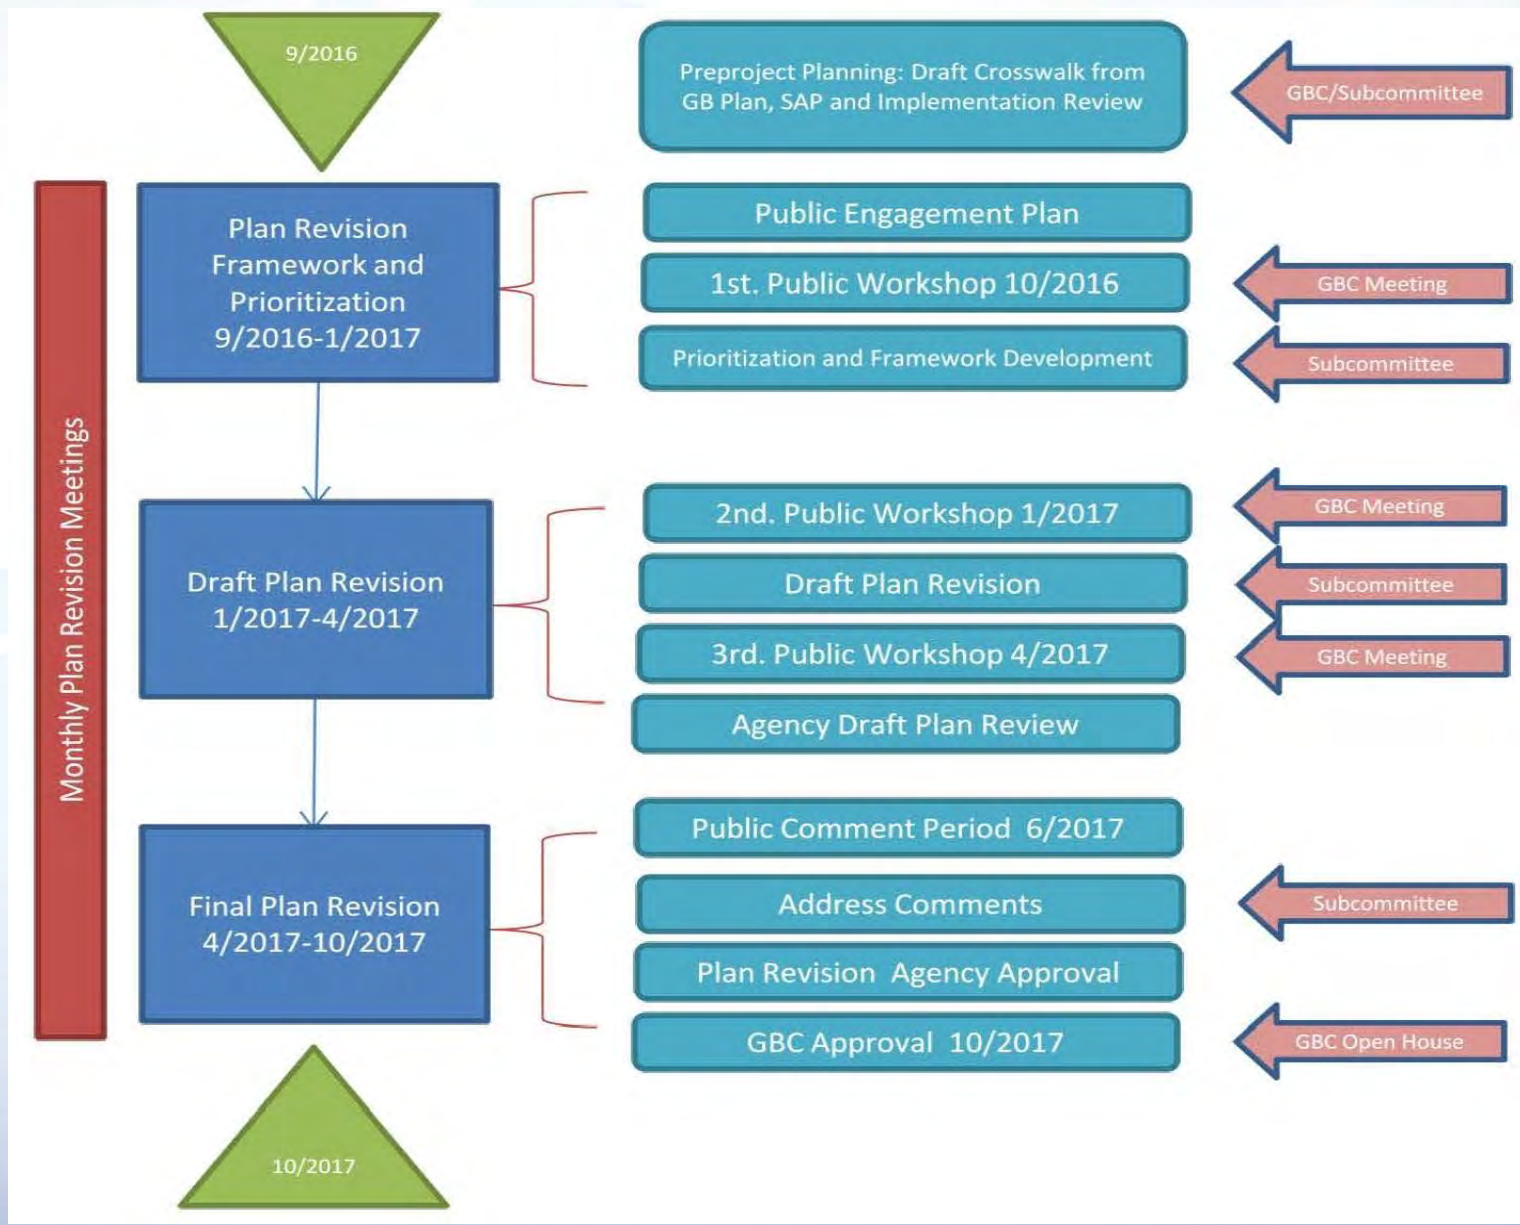 9/2016
Preproject Planning: Draft Crosswalk from
GB Plan, SAP and Implementation Review
GBC/Subcommittee
Monthly Plan Revision Meetings
Plan Revision
Framework and
Prioritization
9/2016-1/2017
Public Engagement Plan
1st. Public Workshop 10/2016
GBC Meeting
Prioritization and Framework Development
Subcommittee
Draft Plan Revision
1/2017-4/2017
2nd. Public Workshop 1/2017
GBC Meeting
Draft Plan Revision
Subcommittee
3rd. Public Workshop 4/2017
GBC Meeting
Agency Draft Plan Review
Final Plan Revision
4/2017-10/2017
Public Comment Period 6/2017
Address Comments
Subcommittee
Plan Revision Agency Approval
GBC Approval 10/2017
GBC Open House
10/2017